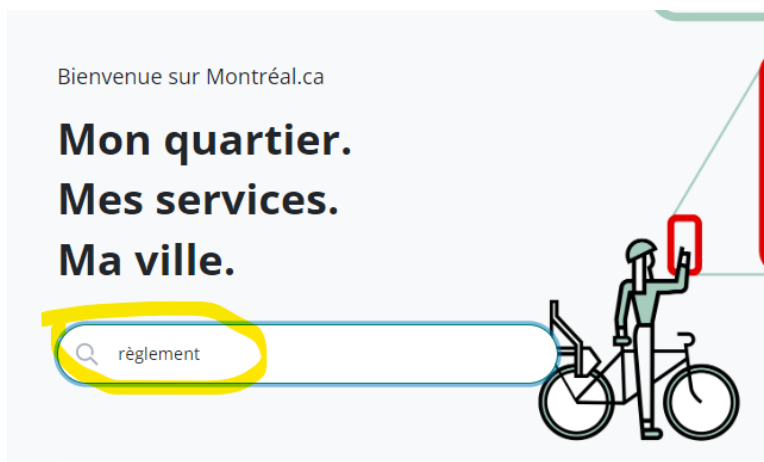 Bienvenue sur Montréal.ca
Mon quartier.
Mes services.
Ma ville.
règlement